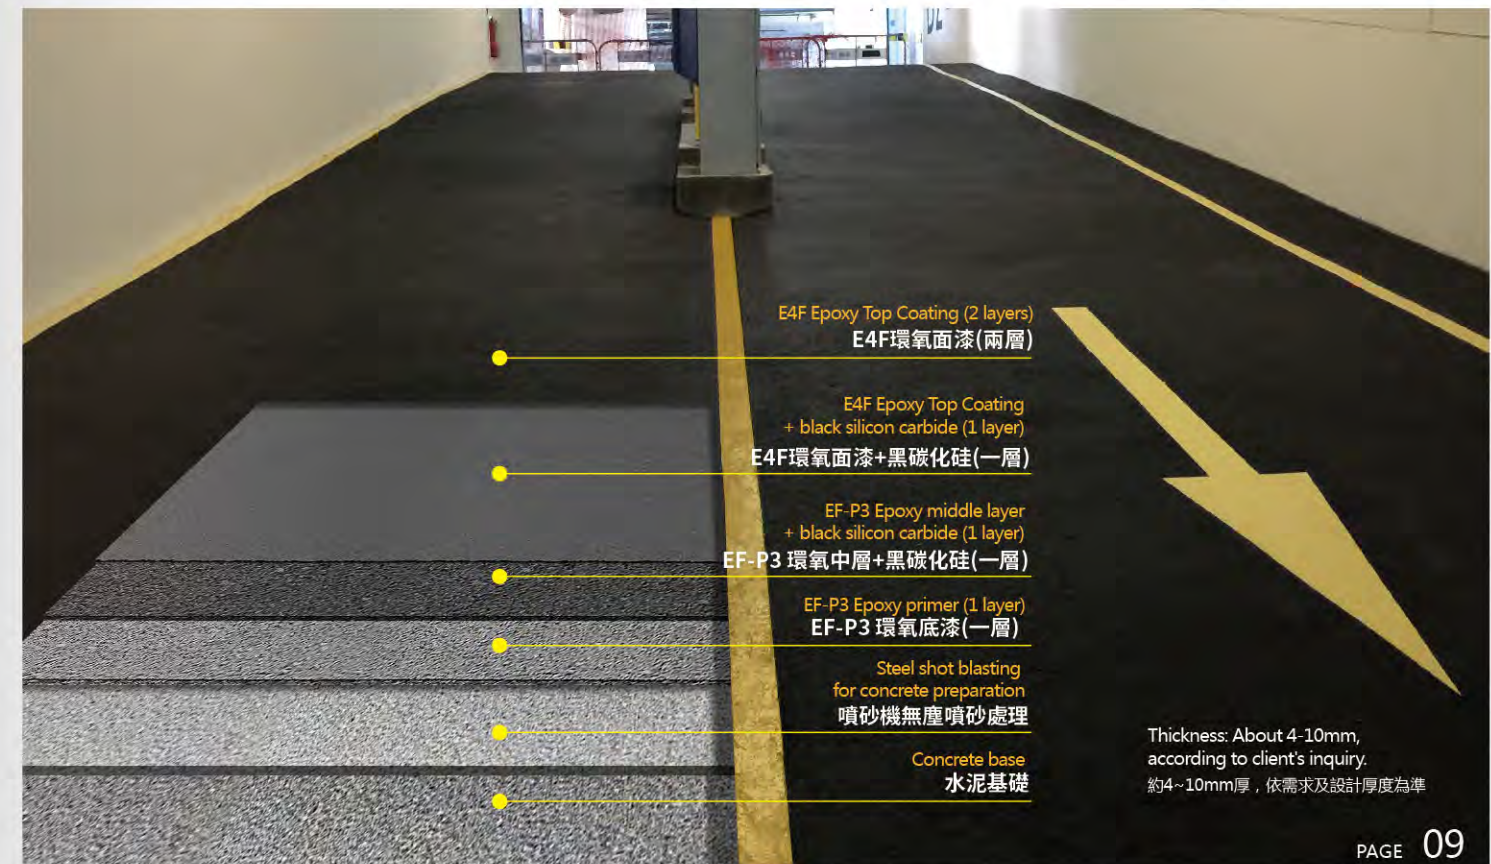 E4F Epoxy Top Coating (2 layers)
E4F環氧面漆(兩層)
E4F Epoxy Top Coating
+ black silicon carbide (1 layer)
E4F環氧面漆+黑碳化硅(一層)
EF-P3 Epoxy middle layer
+ black silicon carbide (1 layer)
EF-P3 環氧中層+黑碳化硅(一層)
EF-P3 Epoxy primer (1 layer)
EF-P3 環氧底漆(一層)
Steel shot blasting
for concrete preparation
噴砂機無塵噴砂處理
Concrete base
水泥基礎
Thickness: About 4-10mm,
according to client's inquiry.
約4~10mm厚，依需求及設計厚度為準
PAGE 09